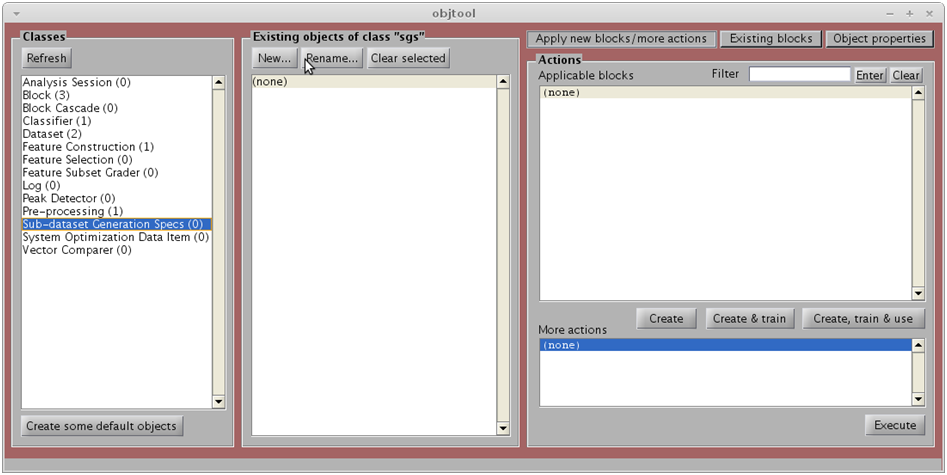 objtool
Classes
Refresh
Analysis Session (0)
Block (3)
Block Cascade (0)
Classifier (1)
Dataset (2)
Feature Construction (1)
Feature Selection (0)
Feature Subset Grader (0)
Log (0)
Peak Detector (0)
Pre-processing (1)
Sub-dataset Generation Specs (0)
System Optimization Data Item (0)
Vector Comparer (0)
Create some default objects
Existing objects of class "sgs"
New... Rename... Clear selected
(none)
Apply new blocks/more actions Existing blocks Object properties
Actions
Applicable blocks Filter Enter Clear
(none)
Create Create & train Create, train & use
More actions
(none)
Execute